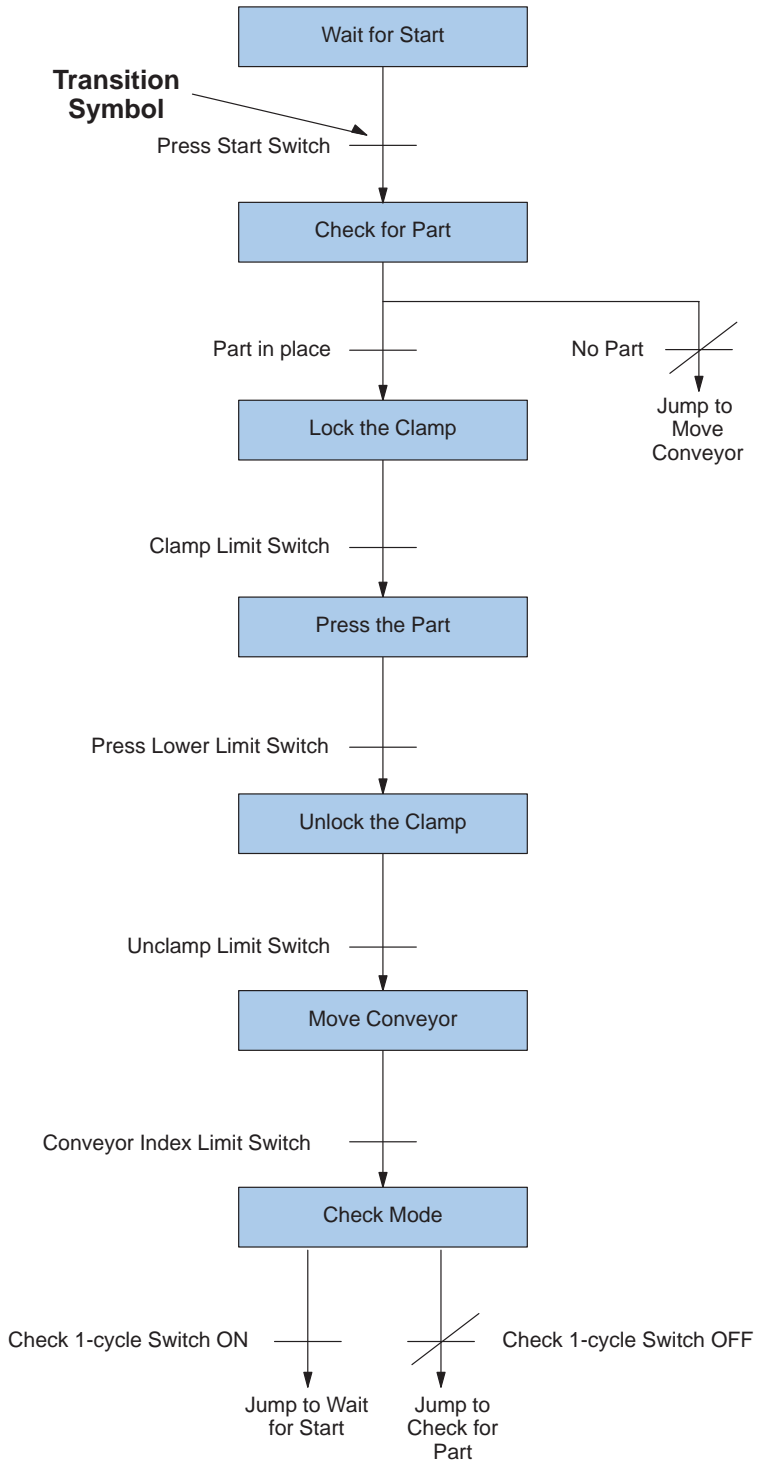 Wait for Start
Transition
Symbol
Press Start Switch
Check for Part
Part in place
No Part
Jump to
Move
Conveyor
Lock the Clamp
Clamp Limit Switch
Press the Part
Press Lower Limit Switch
Unlock the Clamp
Unclamp Limit Switch
Move Conveyor
Conveyor Index Limit Switch
Check Mode
Check 1-cycle Switch ON
Check 1-cycle Switch OFF
Jump to Wait
for Start
Jump to
Check for
Part